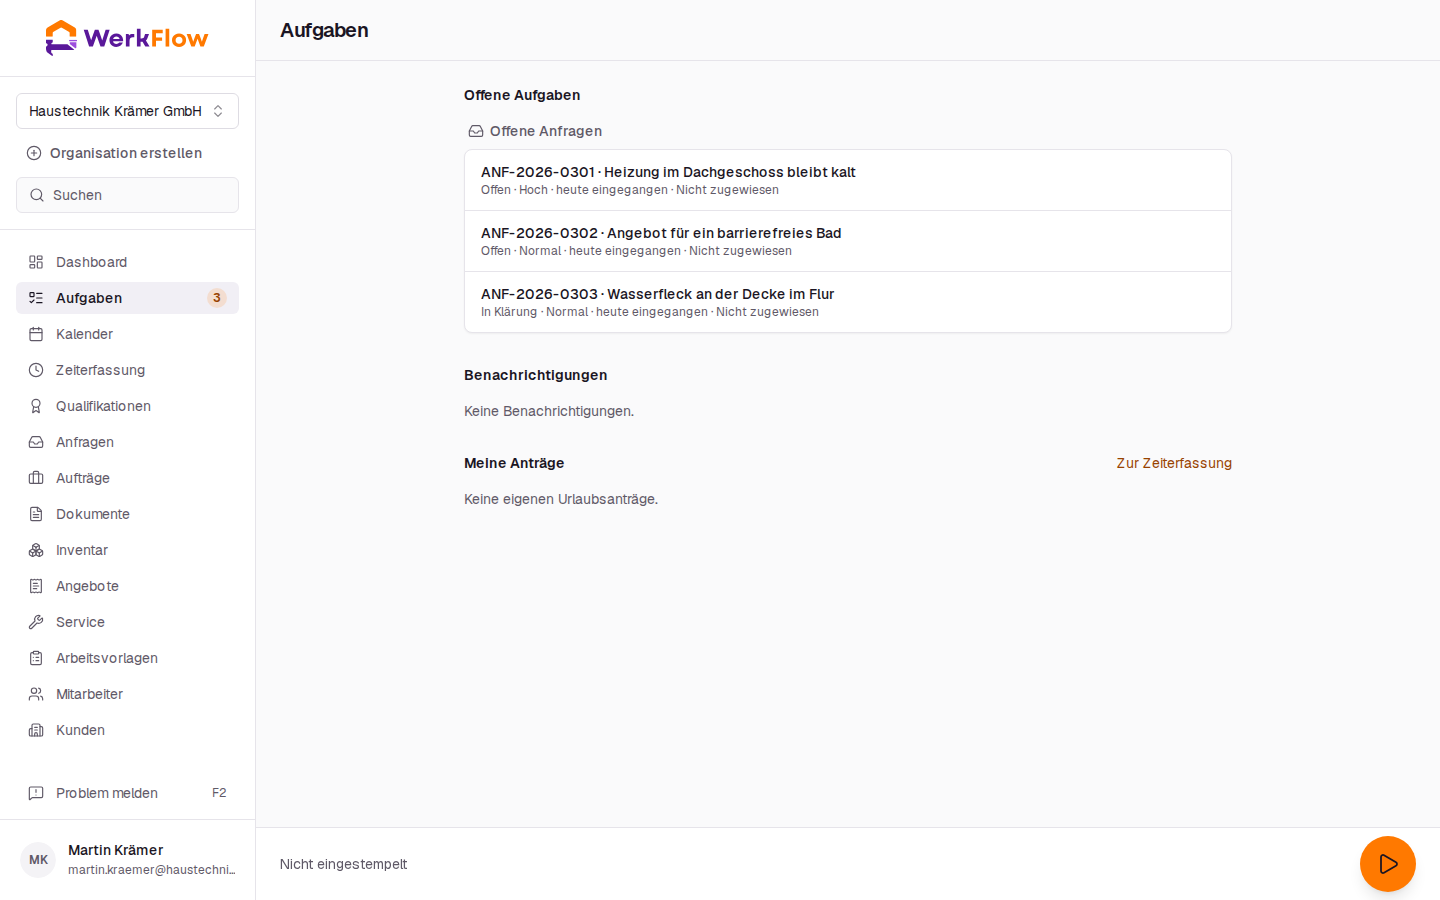 WerkFlow
Haustechnik Krämer GmbH
Organisation erstellen
Suchen
Dashboard
Aufgaben 3
Kalender
Zeiterfassung
Qualifikationen
Anfragen
Aufträge
Dokumente
Inventar
Angebote
Service
Arbeitsvorlagen
Mitarbeiter
Kunden
Problem melden F2
MK
Martin Krämer
martin.kraemer@haustechni...
Aufgaben
Offene Aufgaben
Offene Anfragen
ANF-2026-0301 · Heizung im Dachgeschoss bleibt kalt
Offen · Hoch · heute eingegangen · Nicht zugewiesen
ANF-2026-0302 · Angebot für ein barrierefreies Bad
Offen · Normal · heute eingegangen · Nicht zugewiesen
ANF-2026-0303 · Wasserfleck an der Decke im Flur
In Klärung · Normal · heute eingegangen · Nicht zugewiesen
Benachrichtigungen
Keine Benachrichtigungen.
Meine Anträge Zur Zeiterfassung
Keine eigenen Urlaubsanträge.
Nicht eingestempelt